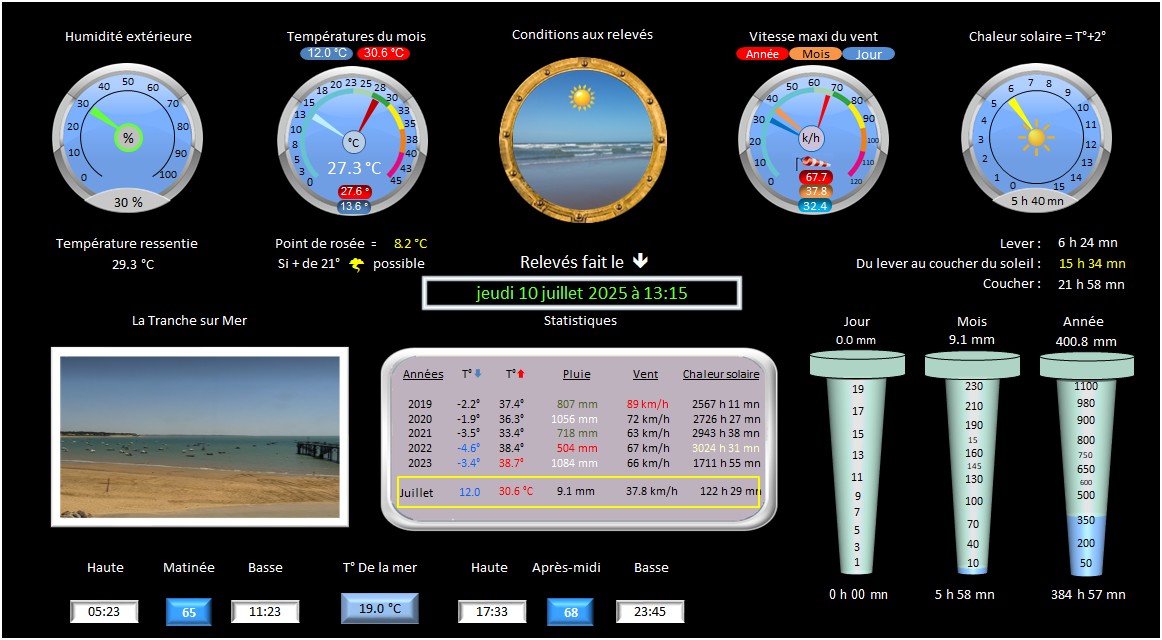 Humidité extérieure
Températures du mois
12.0 °C 30.6 °C
Conditions aux relevés
Vitesse maxi du vent
Année Mois Jour
Chaleur solaire = T°+2°
0 10 20 30 40 50 60 70 80 90 100
%
30 %
0 3 5 8 10 13 15 18 20 23 25 28 30 33 35 38 40 43 45
°C
27.3 °C
27.6 °
13.6 °
0 10 20 30 40 50 60 70 80 90 100 110 120
k/h
67.7
37.8
32.4
0 1 2 3 4 5 6 7 8 9 10 11 12 13 14 15
5 h 40 mn
Température ressentie
29.3 °C
Point de rosée = 8.2 °C
Si + de 21° possible
Relevés fait le
jeudi 10 juillet 2025 à 13:15
Lever : 6 h 24 mn
Du lever au coucher du soleil : 15 h 34 mn
Coucher : 21 h 58 mn
La Tranche sur Mer
Statistiques
Années T° T° Pluie Vent Chaleur solaire
2019 -2.2° 37.4° 807 mm 89 km/h 2567 h 11 mn
2020 -1.9° 36.3° 1056 mm 72 km/h 2726 h 27 mn
2021 -3.5° 33.4° 718 mm 63 km/h 2943 h 38 mn
2022 -4.6° 38.4° 504 mm 67 km/h 3024 h 31 mn
2023 -3.4° 38.7° 1084 mm 66 km/h 1711 h 55 mn
Juillet 12.0 30.6 °C 9.1 mm 37.8 km/h 122 h 29 mn
Jour
0.0 mm
19
17
15
13
11
9
7
5
3
1
0 h 00 mn
Mois
9.1 mm
230
210
190
15
160
145
130
100
70
40
10
5 h 58 mn
Année
400.8 mm
1100
980
900
800
750
650
600
500
350
200
50
384 h 57 mn
Haute Matinée Basse T° De la mer Haute Après-midi Basse
05:23 65 11:23 19.0 °C 17:33 68 23:45